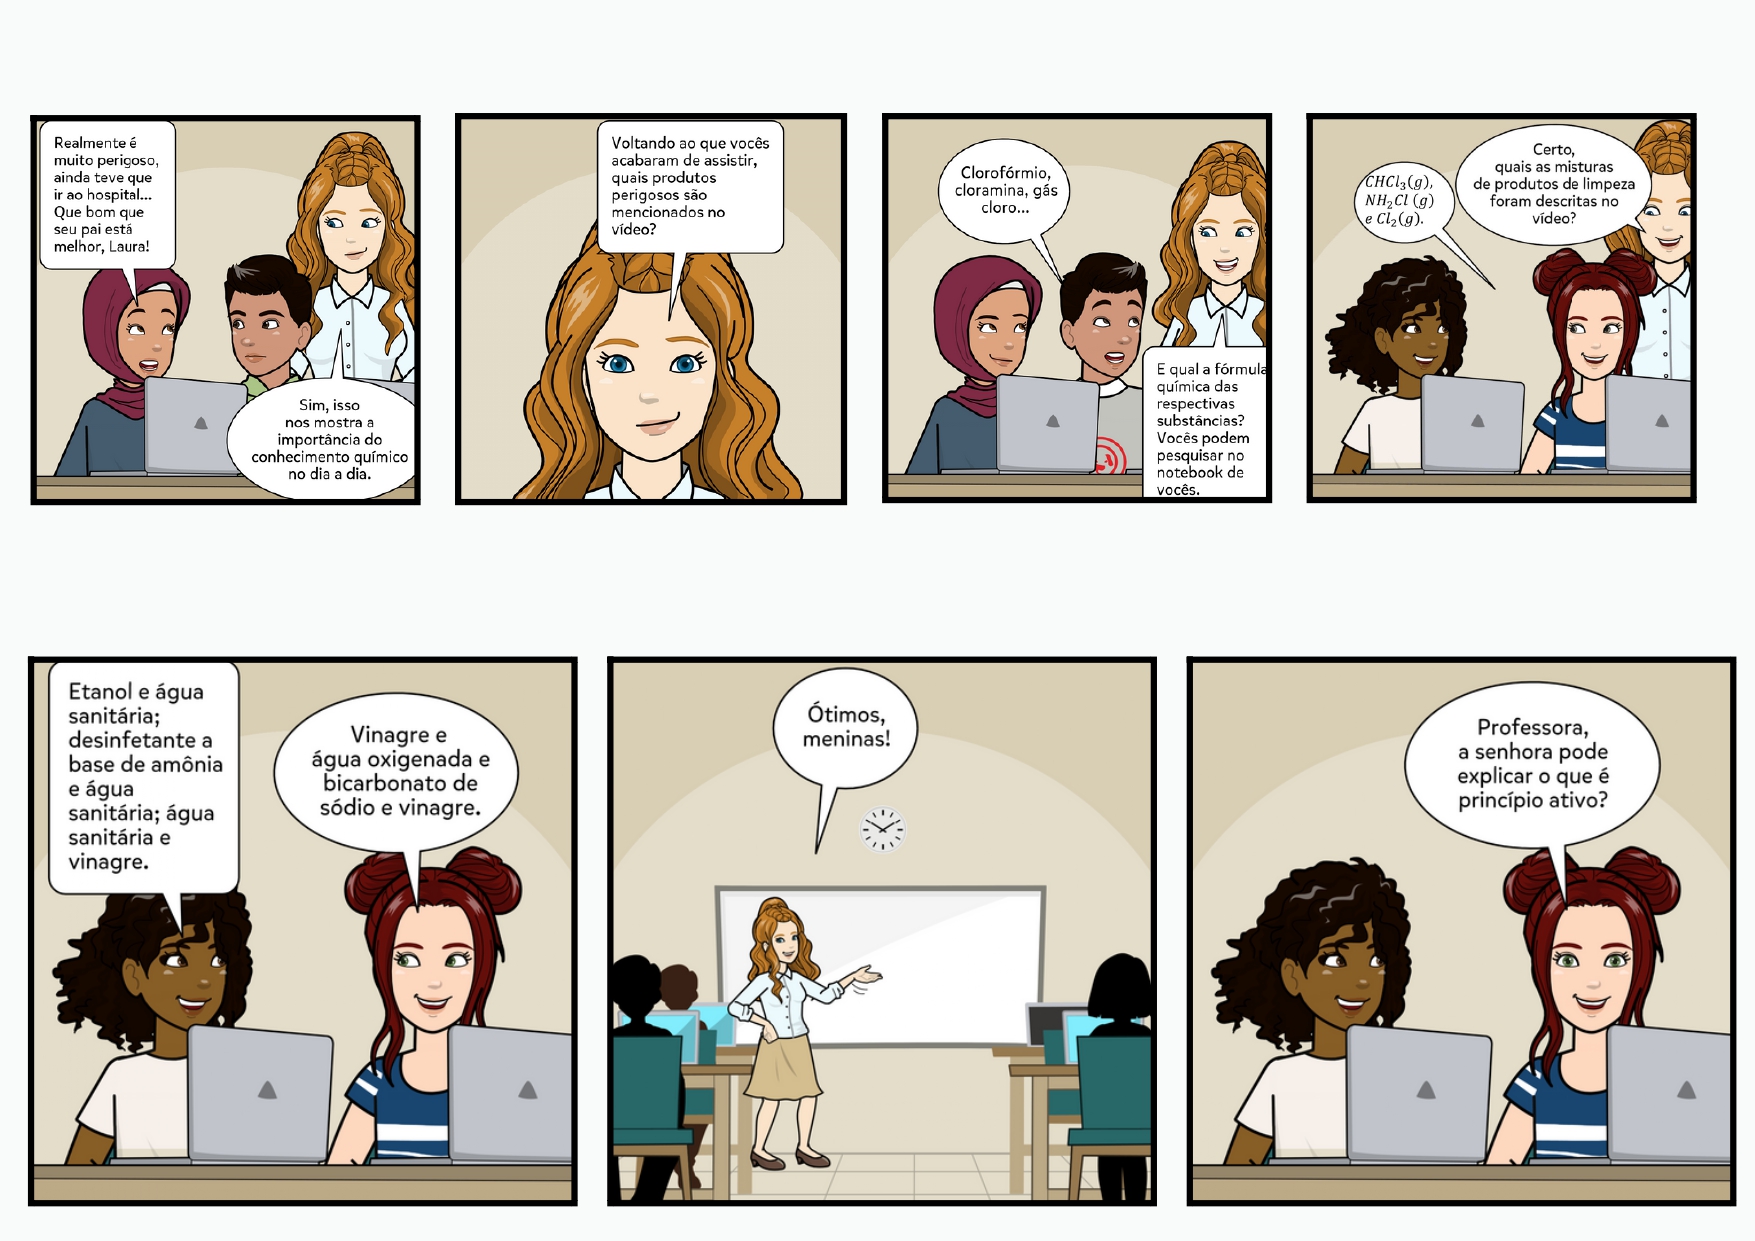 Realmente é
muito perigoso,
ainda teve que
ir ao hospital...
Que bom que
seu pai está
melhor, Laura!
Sim, isso
nos mostra a
importância do
conhecimento químico
no dia a dia.
Voltando ao que vocês
acabaram de assistir,
quais produtos
perigosos são
mencionados no
vídeo?
Clorofórmio,
cloramina, gás
cloro...
E qual a fórmula
química das
respectivas
substâncias?
Vocês podem
pesquisar no
notebook de
vocês.
CHCl₃(g),
NH₂Cl (g)
e Cl₂(g).
Certo,
quais as misturas
de produtos de limpeza
foram descritas no
vídeo?
Etanol e água
sanitária;
desinfetante a
base de amônia
e água
sanitária; água
sanitária e
vinagre.
Vinagre e
água oxigenada e
bicarbonato de
sódio e vinagre.
Ótimos,
meninas!
Professora,
a senhora pode
explicar o que é
princípio ativo?